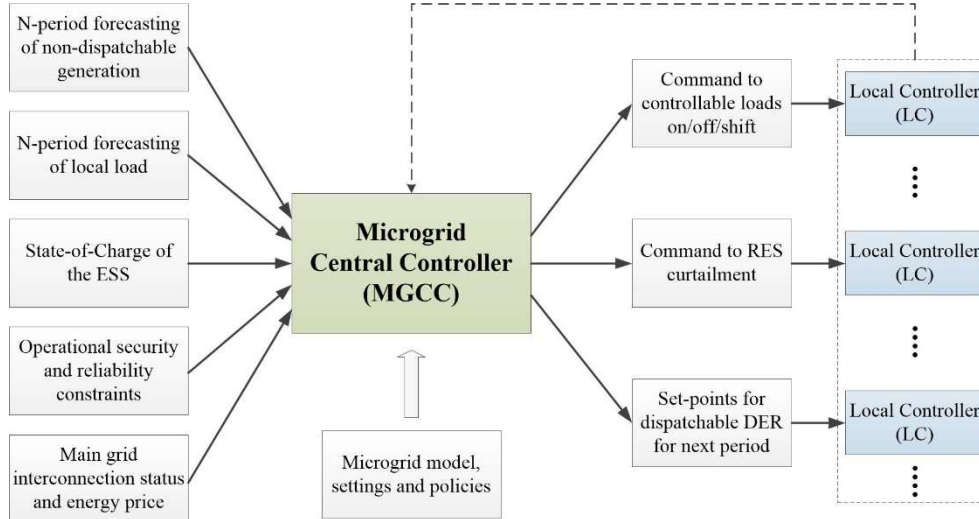 N-period forecasting
of non-dispatchable
generation
N-period forecasting
of local load
State-of-Charge of
the ESS
Operational security
and reliability
constraints
Main grid
interconnection status
and energy price
Microgrid
Central Controller
(MGCC)
Microgrid model,
settings and policies
Command to
controllable loads
on/off/shift
Command to RES
curtailment
Set-points for
dispatchable DER
for next period
Local Controller
(LC)
Local Controller
(LC)
Local Controller
(LC)